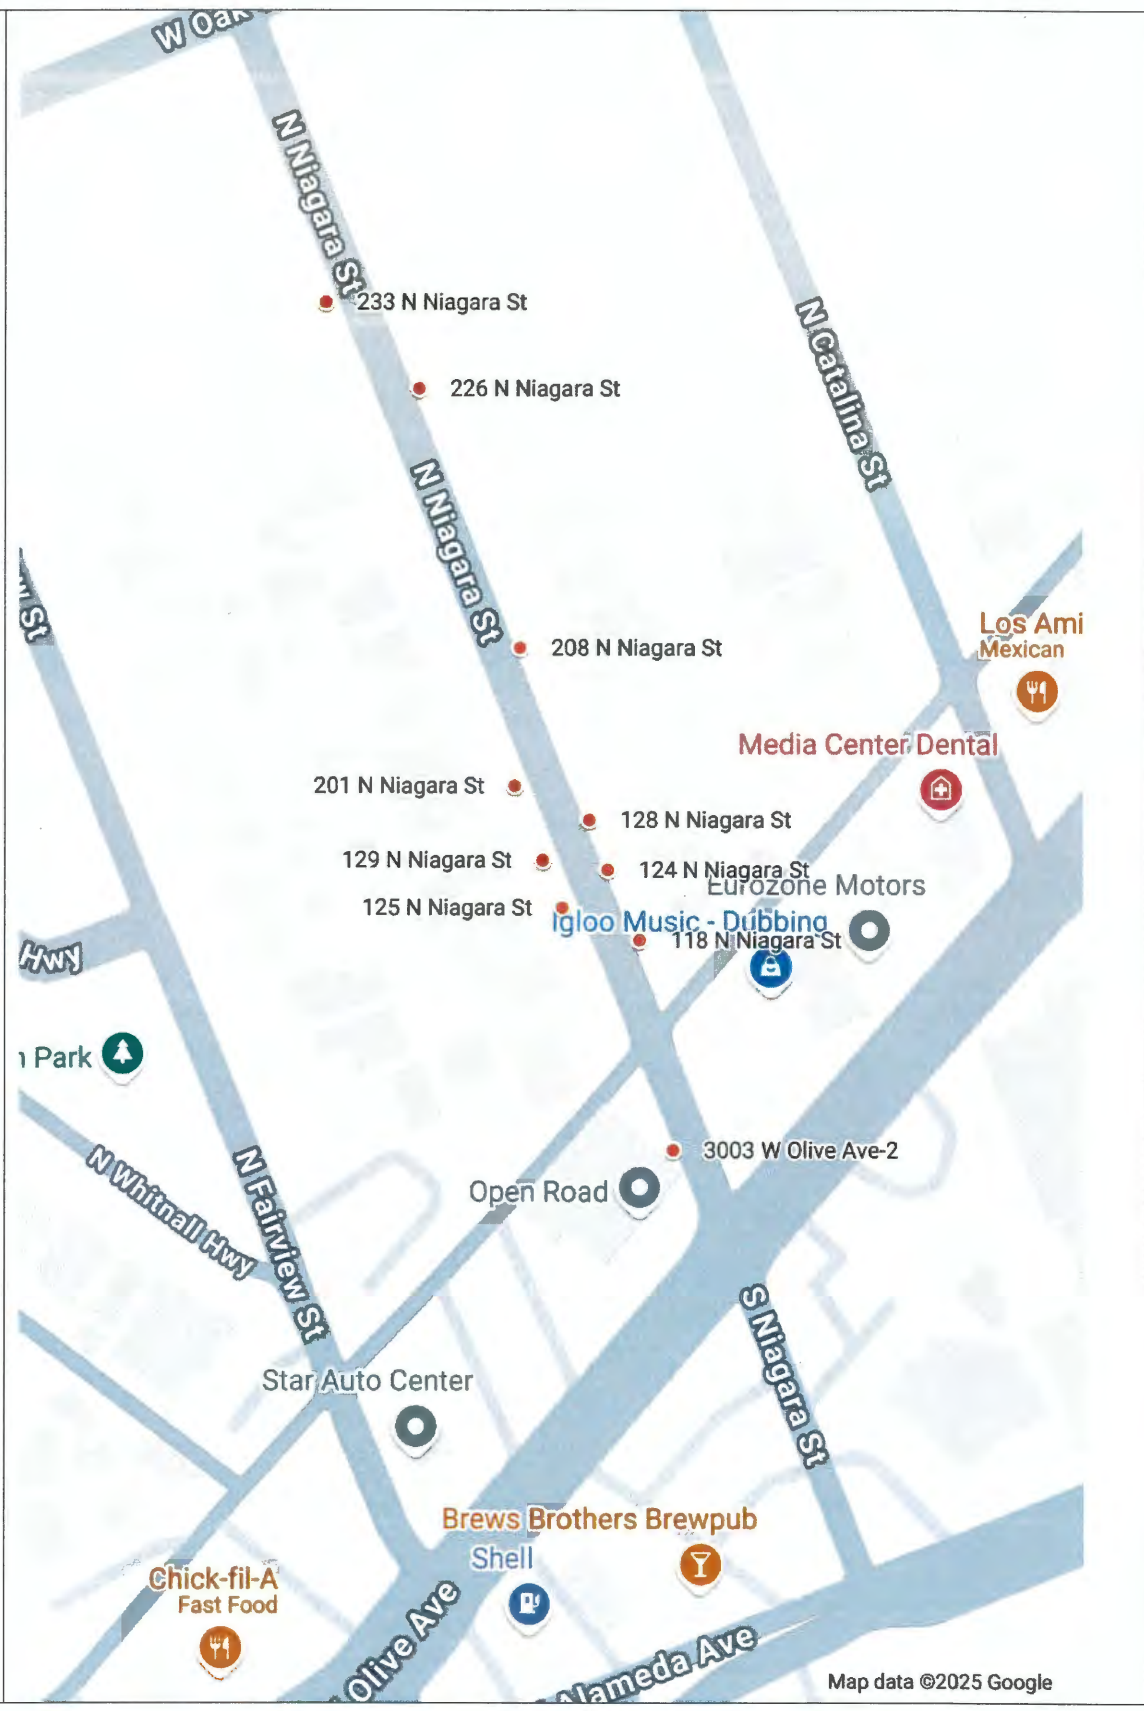 W Oak
N Niagara St
233 N Niagara St
226 N Niagara St
N Catalina St
N Niagara St
St
208 N Niagara St
Los Ami
Mexican
Media Center Dental
201 N Niagara St
128 N Niagara St
129 N Niagara St
124 N Niagara St
Eurozone Motors
125 N Niagara St
Igloo Music - Dubbing
118 N Niagara St
Hwy
Park
3003 W Olive Ave-2
N Whitnall Hwy
N Fairview St
Open Road
S Niagara St
Star Auto Center
Brews Brothers Brewpub
Shell
Chick-fil-A
Fast Food
Olive Ave
Alameda Ave
Map data ©2025 Google